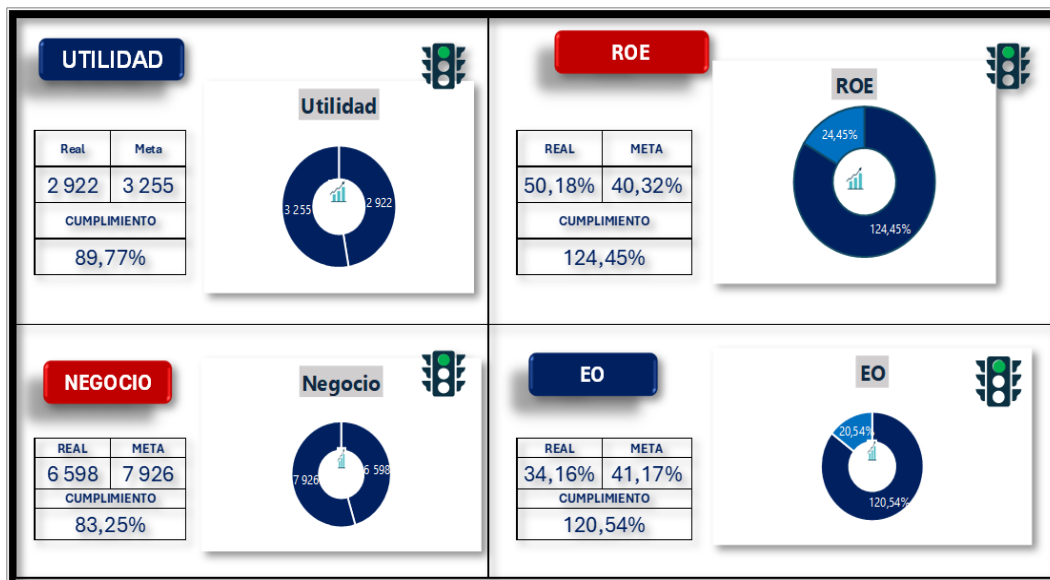 UTILIDAD
Utilidad
Real Meta
2 922 3 255
CUMPLIMIENTO
89,77%
3 255
2 922
ROE
ROE
REAL META
50,18% 40,32%
CUMPLIMIENTO
124,45%
24,45%
124,45%
NEGOCIO
Negocio
REAL META
6 598 7 926
CUMPLIMIENTO
83,25%
7 926
6 598
EO
EO
REAL META
34,16% 41,17%
CUMPLIMIENTO
120,54%
20,54%
120,54%